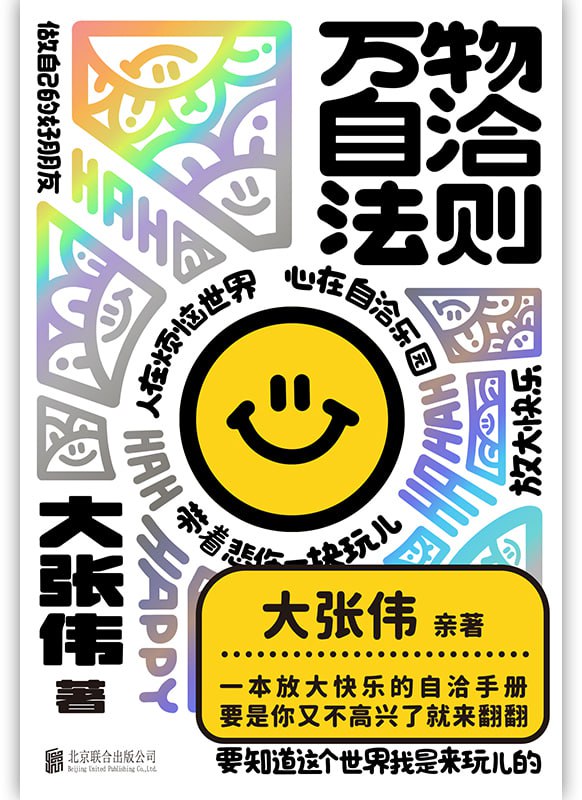 做自己的好朋友
万物
自洽
法则
HAHA
人在烦恼世界 心在自洽乐园
放大快乐
HAHAHAH
HAH HAPPY
带着悲伤一块玩儿
大张伟
著
大张伟 亲著
一本放大快乐的自洽手册
要是你又不高兴了就来翻翻
要知道这个世界我是来玩儿的
北京联合出版公司
Beijing United Publishing Co.,Ltd.